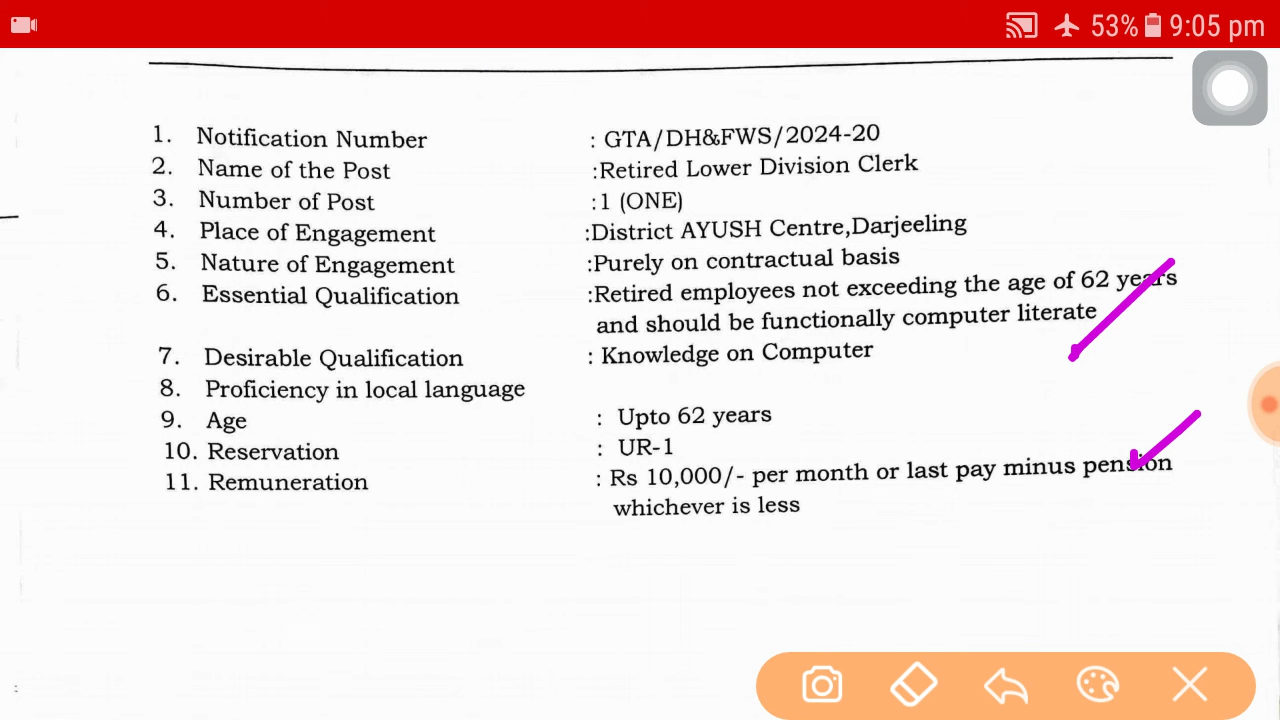 53% 9:05 pm
1. Notification Number : GTA/DH&FWS/2024-20
2. Name of the Post :Retired Lower Division Clerk
3. Number of Post :1 (ONE)
4. Place of Engagement :District AYUSH Centre,Darjeeling
5. Nature of Engagement :Purely on contractual basis
6. Essential Qualification :Retired employees not exceeding the age of 62 years
and should be functionally computer literate
7. Desirable Qualification : Knowledge on Computer
8. Proficiency in local language
9. Age : Upto 62 years
10. Reservation : UR-1
11. Remuneration : Rs 10,000/- per month or last pay minus pension
whichever is less